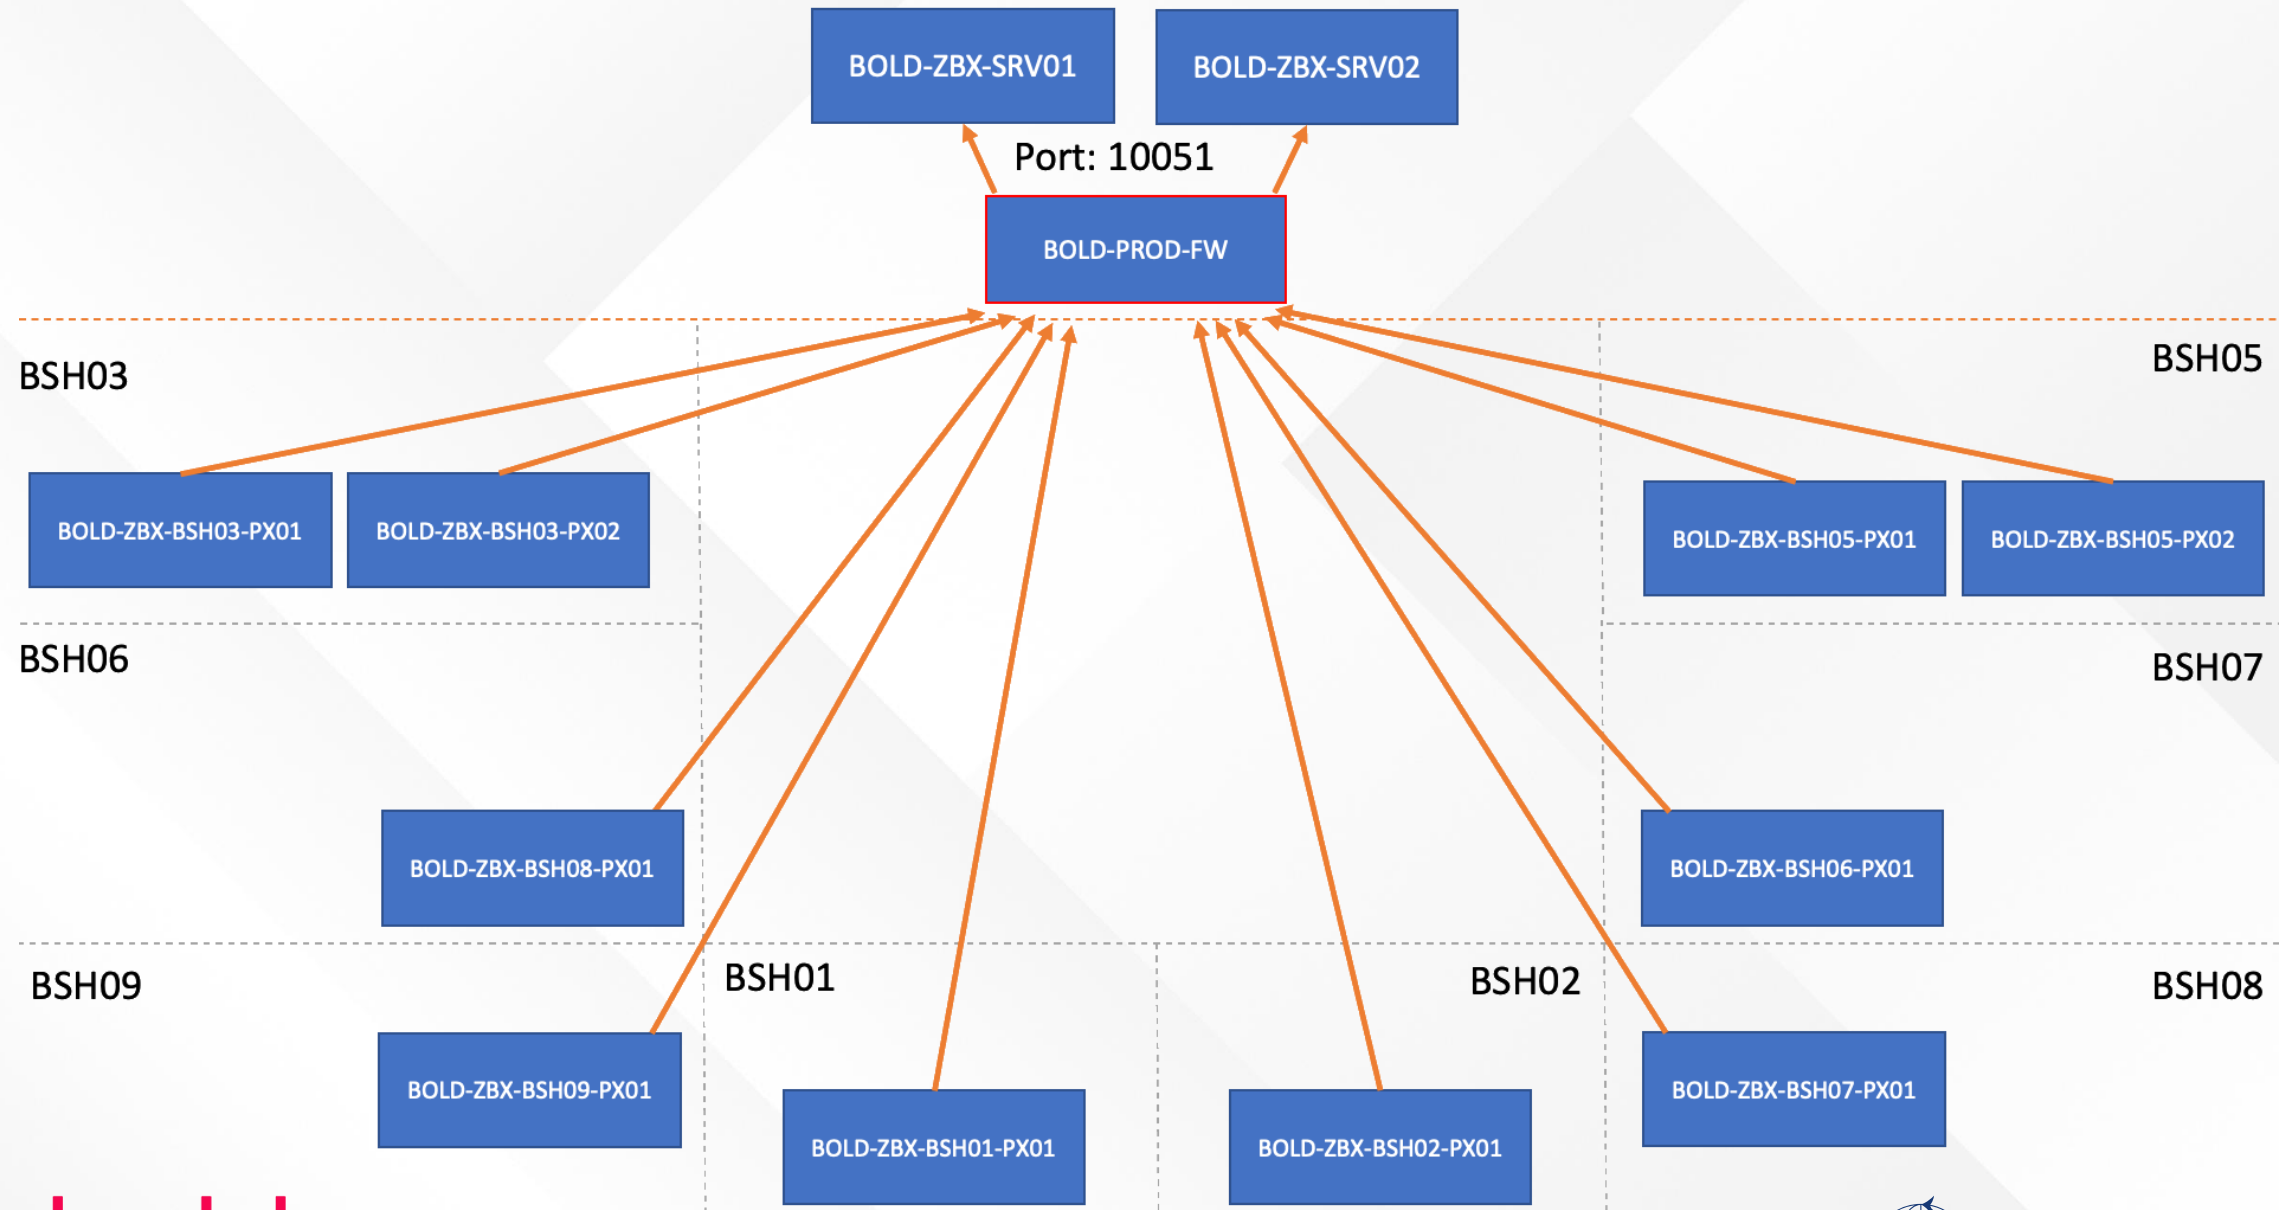 BOLD-ZBX-SRV01
BOLD-ZBX-SRV02
Port: 10051
BOLD-PROD-FW
BSH03
BSH05
BOLD-ZBX-BSH03-PX01
BOLD-ZBX-BSH03-PX02
BOLD-ZBX-BSH05-PX01
BOLD-ZBX-BSH05-PX02
BSH06
BSH07
BOLD-ZBX-BSH08-PX01
BOLD-ZBX-BSH06-PX01
BSH09
BSH01
BSH02
BSH08
BOLD-ZBX-BSH09-PX01
BOLD-ZBX-BSH01-PX01
BOLD-ZBX-BSH02-PX01
BOLD-ZBX-BSH07-PX01